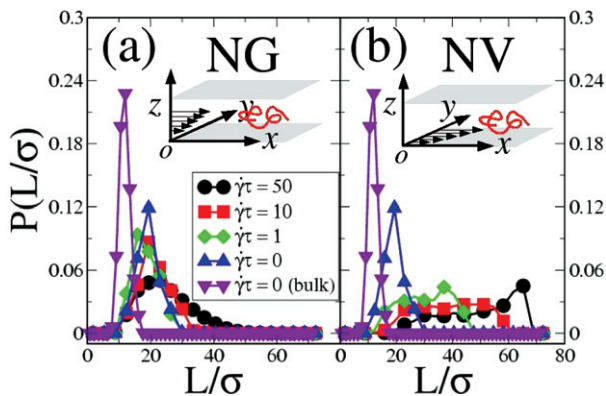 0.3
0.24
0.18
0.12
0.06
0
P(L/σ)
(a) NG
z
y
o
x
γ̇τ = 50
γ̇τ = 10
γ̇τ = 1
γ̇τ = 0
γ̇τ = 0 (bulk)
0 20 40 60
L/σ
(b) NV
y
z
o
x
0.3
0.24
0.18
0.12
0.06
0
0 20 40 60 80
L/σ